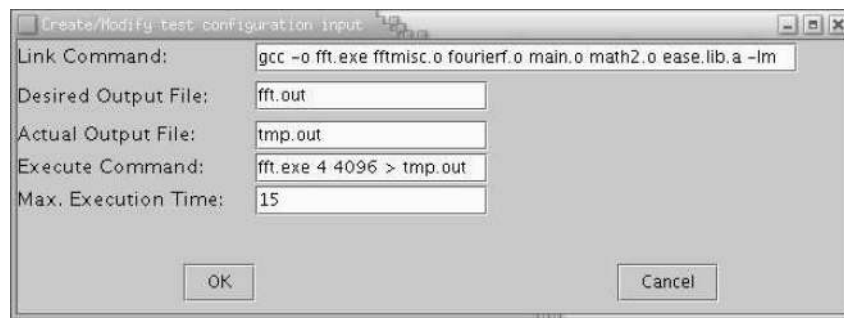 Create/Modify test configuration input
Link Command: gcc -o fft.exe fftmisc.o fourierf.o main.o math2.o ease.lib.a -lm
Desired Output File: fft.out
Actual Output File: tmp.out
Execute Command: fft.exe 4 4096 > tmp.out
Max. Execution Time: 15
OK Cancel